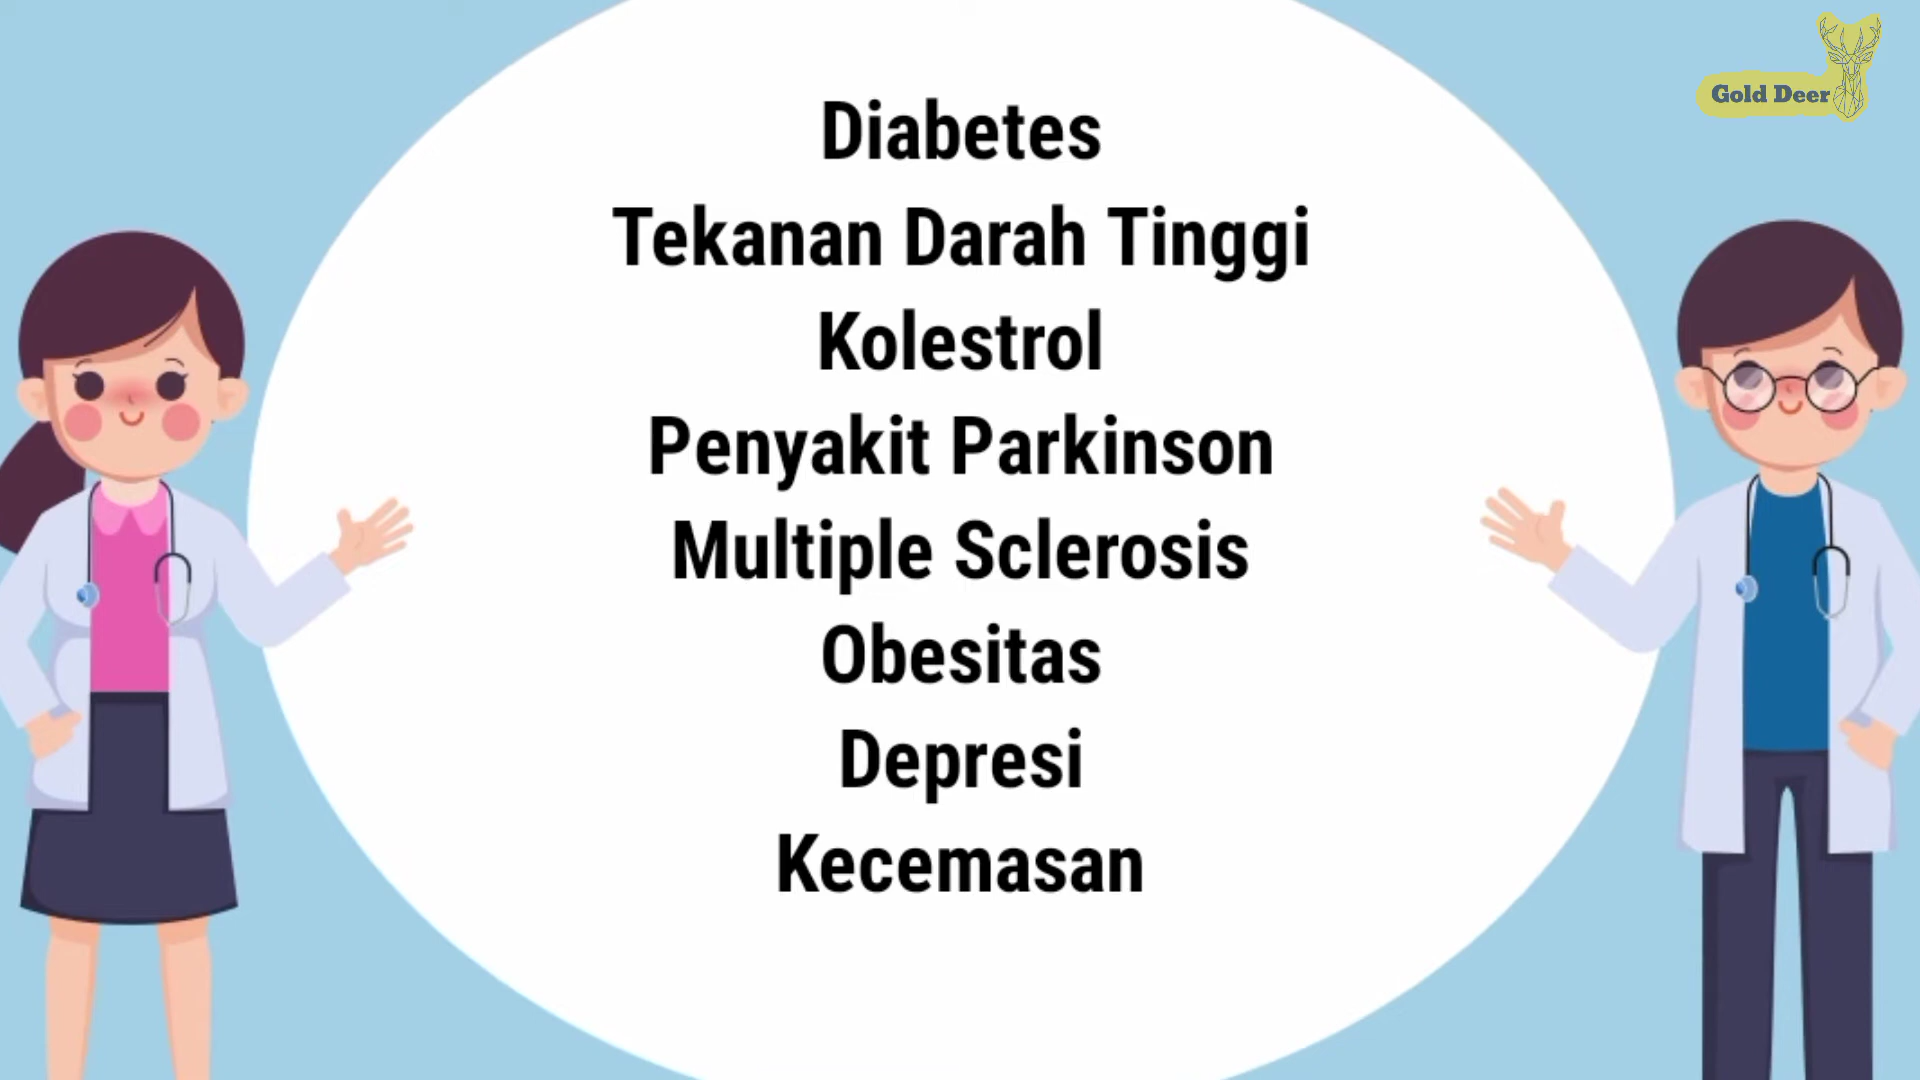 Gold Deer
Diabetes
Tekanan Darah Tinggi
Kolestrol
Penyakit Parkinson
Multiple Sclerosis
Obesitas
Depresi
Kecemasan